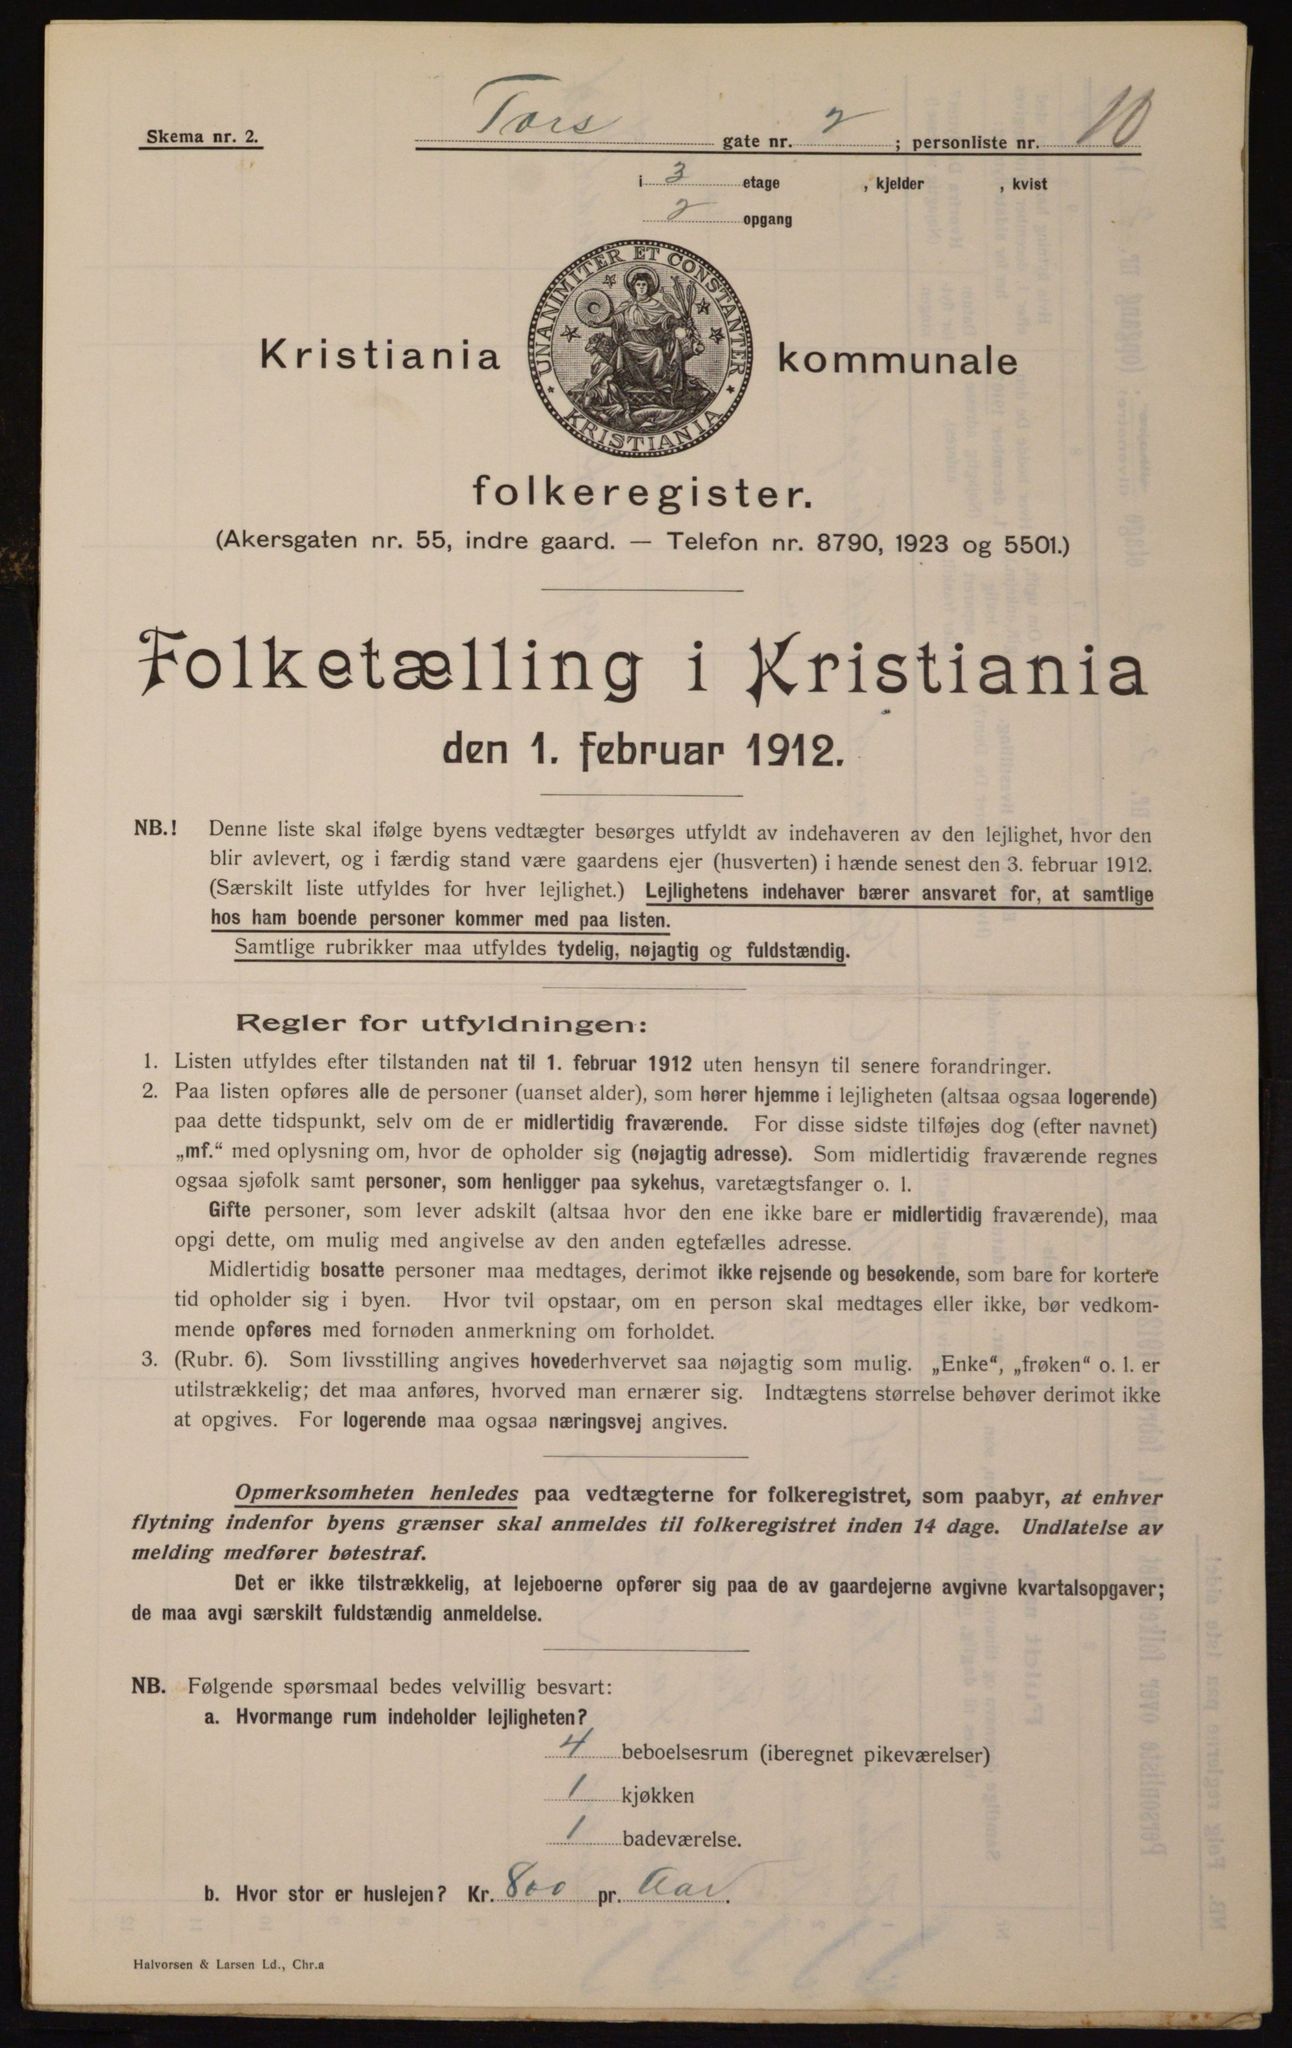 Skema nr. 2.
Tors gate nr. 2; personliste nr. 10
i 3 etage , kjelder , kvist
2 opgang
UNANIMITER ET CONSTANTER
KRISTIANIA
Kristiania kommunale
folkeregister.
(Akersgaten nr. 55, indre gaard. — Telefon nr. 8790, 1923 og 5501.)
Folketælling i Kristiania
den 1. februar 1912.
NB.! Denne liste skal ifølge byens vedtægter besørges utfyldt av indehaveren av den lejlighet, hvor den
blir avlevert, og i færdig stand være gaardens ejer (husverten) i hænde senest den 3. februar 1912.
(Særskilt liste utfyldes for hver lejlighet.) Lejlighetens indehaver bærer ansvaret for, at samtlige
hos ham boende personer kommer med paa listen.
Samtlige rubrikker maa utfyldes tydelig, nøjagtig og fuldstændig.
Regler for utfyldningen:
1. Listen utfyldes efter tilstanden nat til 1. februar 1912 uten hensyn til senere forandringer.
2. Paa listen opføres alle de personer (uanset alder), som hører hjemme i lejligheten (altsaa ogsaa logerende)
paa dette tidspunkt, selv om de er midlertidig fraværende. For disse sidste tilføjes dog (efter navnet)
„mf.“ med oplysning om, hvor de opholder sig (nøjagtig adresse). Som midlertidig fraværende regnes
ogsaa sjøfolk samt personer, som henligger paa sykehus, varetægtsfanger o. l.
Gifte personer, som lever adskilt (altsaa hvor den ene ikke bare er midlertidig fraværende), maa
opgi dette, om mulig med angivelse av den anden egtefælles adresse.
Midlertidig bosatte personer maa medtages, derimot ikke rejsende og besøkende, som bare for kortere
tid opholder sig i byen. Hvor tvil opstaar, om en person skal medtages eller ikke, bør vedkom-
mende opføres med fornøden anmerkning om forholdet.
3. (Rubr. 6). Som livsstilling angives hovederhvervet saa nøjagtig som mulig. „Enke“, „frøken“ o. l. er
utilstrækkelig; det maa anføres, hvorved man ernærer sig. Indtægtens størrelse behøver derimot ikke
at opgives. For logerende maa ogsaa næringsvej angives.
Opmerksomheten henledes paa vedtægterne for folkeregistret, som paabyr, at enhver
flytning indenfor byens grænser skal anmeldes til folkeregistret inden 14 dage. Undlatelse av
melding medfører bøtestraf.
Det er ikke tilstrækkelig, at lejeboerne opfører sig paa de av gaardejerne avgivne kvartalsopgaver;
de maa avgi særskilt fuldstændig anmeldelse.
NB. Følgende spørsmaal bedes velvillig besvart:
a. Hvormange rum indeholder lejligheten?
4 beboelsesrum (iberegnet pikeværelser)
1 kjøkken
1 badeværelse.
b. Hvor stor er huslejen? Kr. 800 pr. Aar.
Halvorsen & Larsen Ld., Chr.a